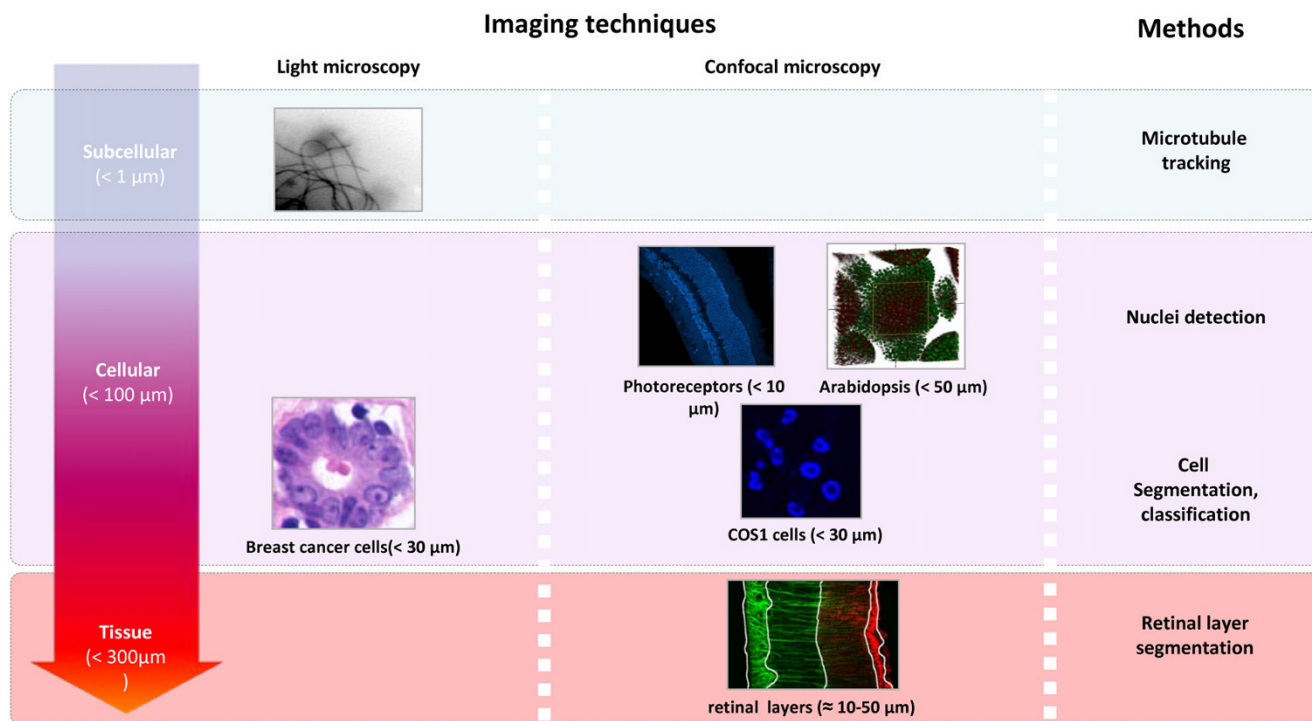 Imaging techniques
Methods
Light microscopy
Confocal microscopy
Subcellular
(< 1 µm)
Microtubule
tracking
Cellular
(< 100 µm)
Photoreceptors (< 10
µm)
Arabidopsis (< 50 µm)
Nuclei detection
Breast cancer cells(< 30 µm)
COS1 cells (< 30 µm)
Cell
Segmentation,
classification
Tissue
(< 300µm
)
retinal layers (≈ 10-50 µm)
Retinal layer
segmentation